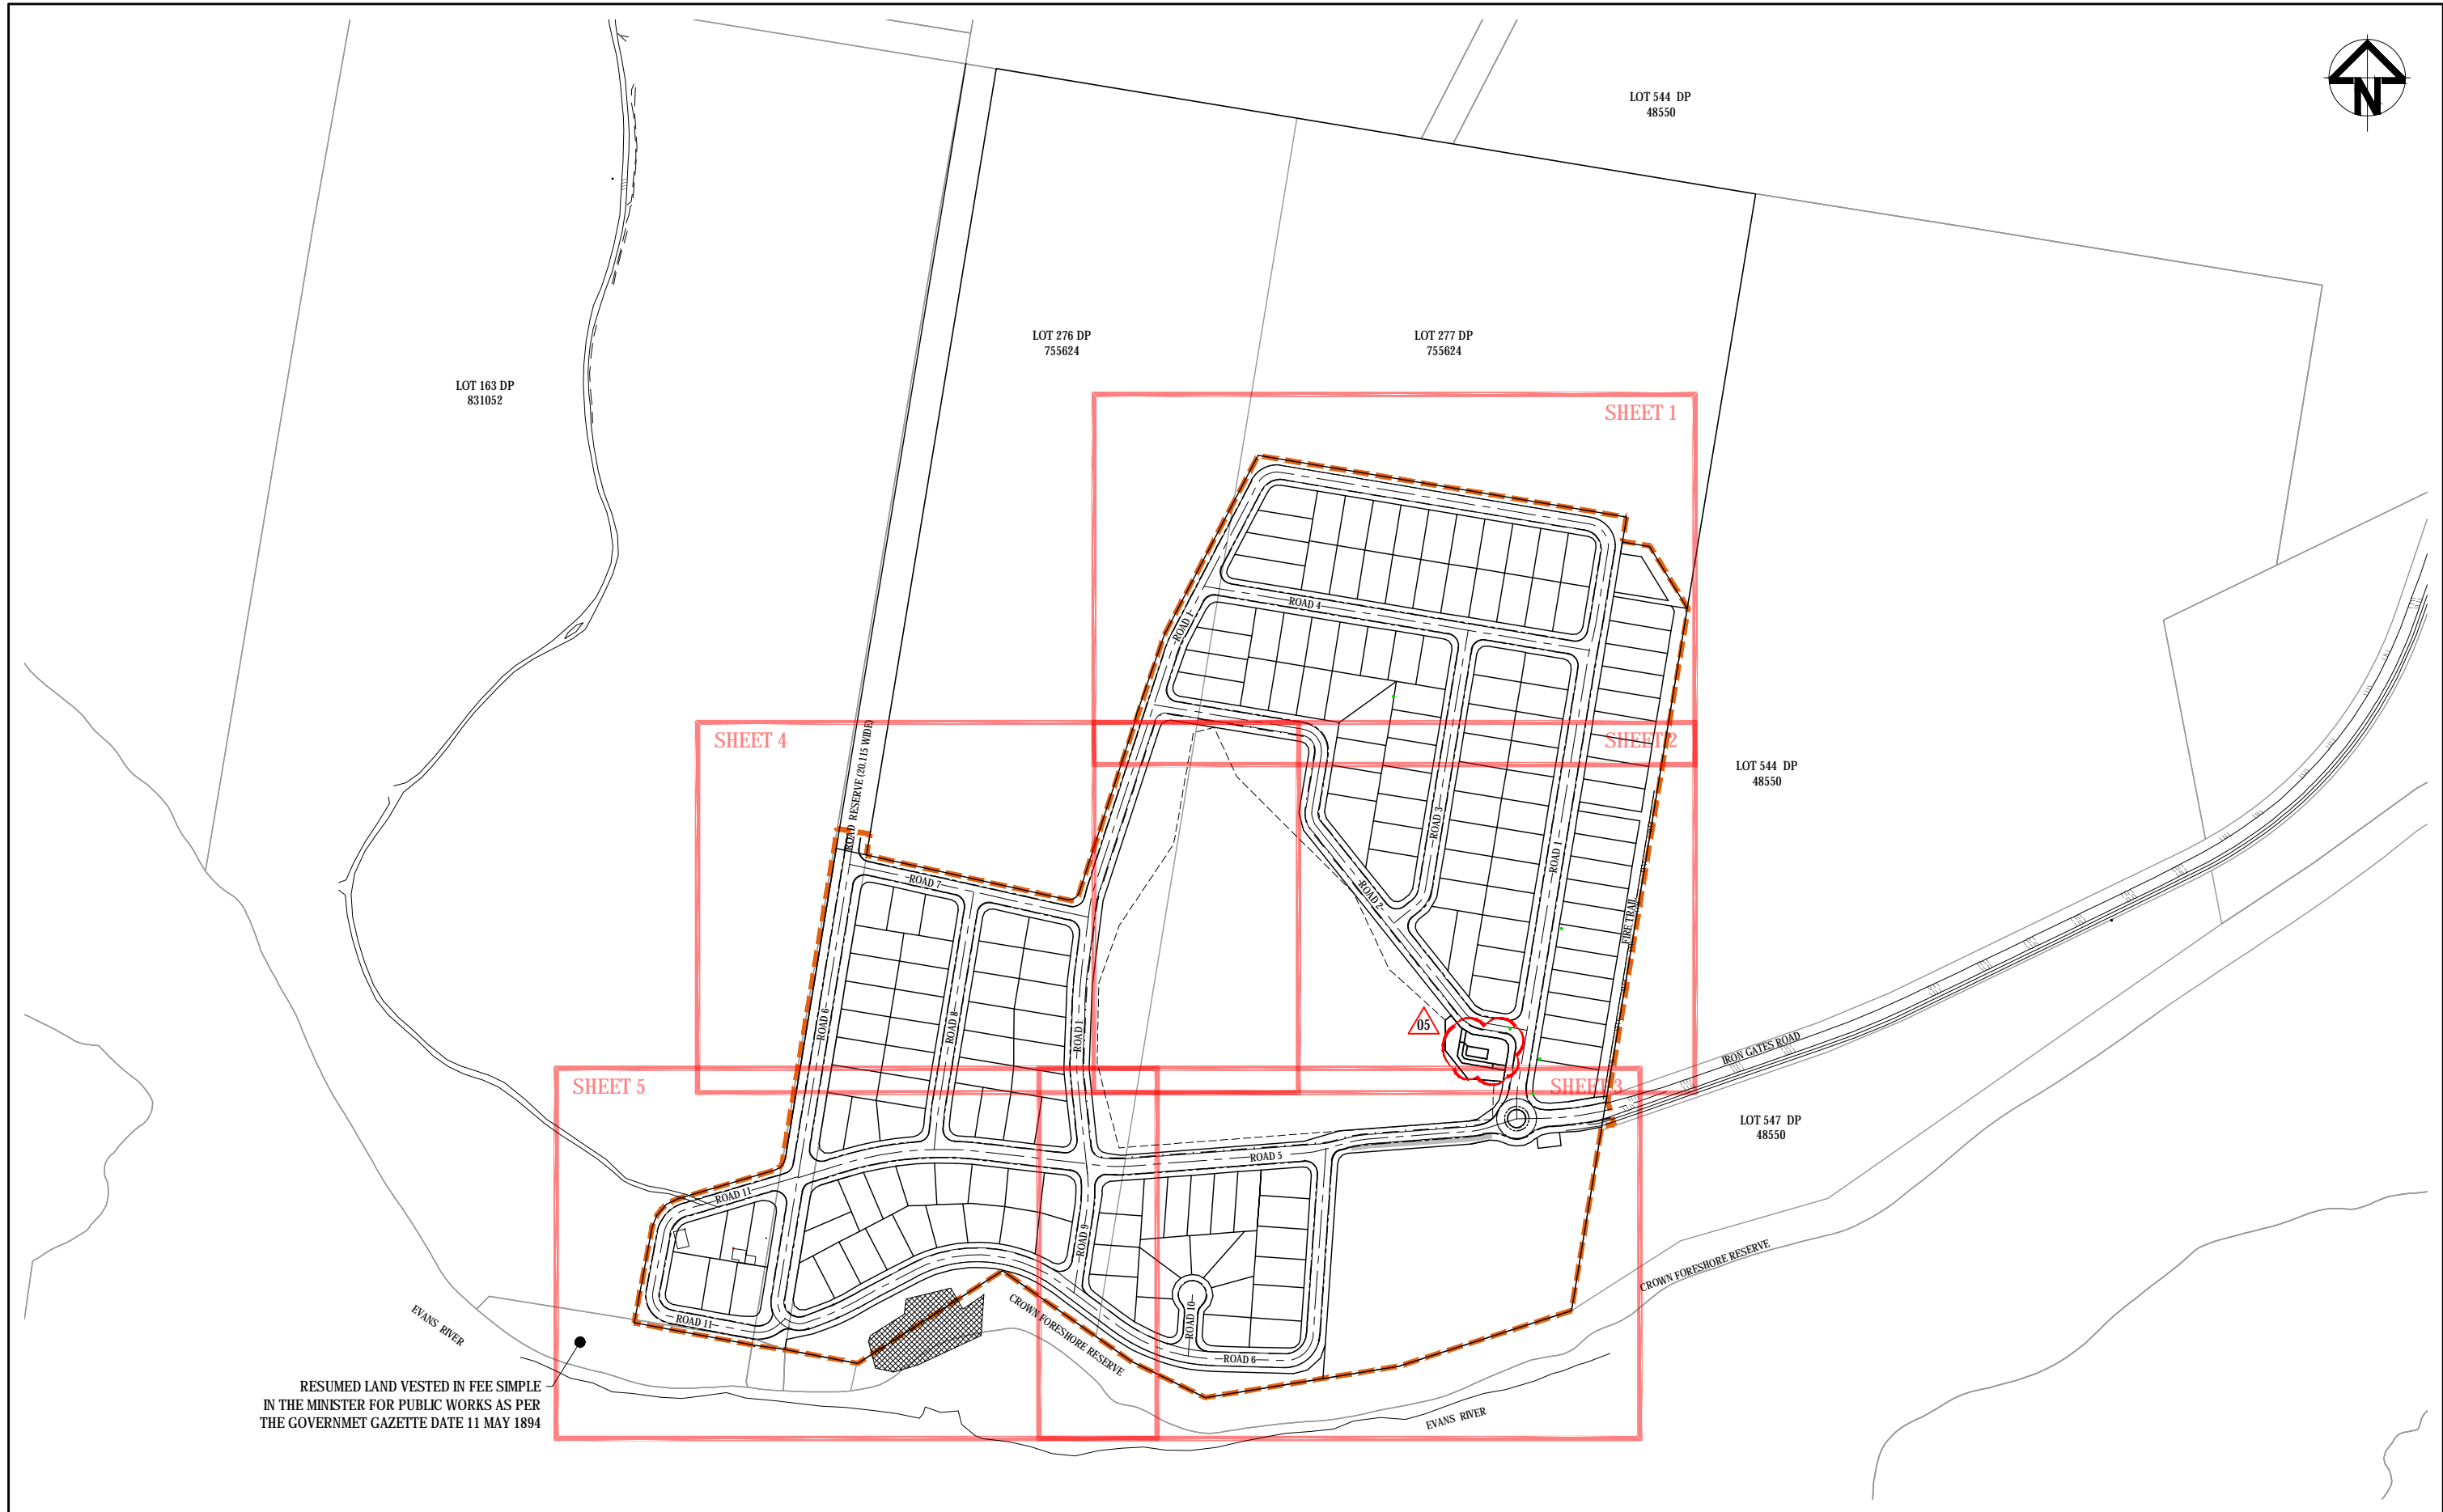 LOT 544 DP
48550
N
LOT 276 DP
755624
LOT 277 DP
755624
LOT 163 DP
831052
SHEET 1
ROAD 4
ROAD 1
SHEET 4
ROAD RESERVE (20.115 WIDE)
SHEET 2
LOT 544 DP
48550
ROAD 3
ROAD 1
ROAD 7
ROAD 2
FIRE TRAIL
ROAD 6
ROAD 8
ROAD 1
05
IRON GATES ROAD
SHEET 5
SHEET 3
LOT 547 DP
48550
ROAD 5
ROAD 11
ROAD 9
CROWN FORESHORE RESERVE
EVANS RIVER
ROAD 11
CROWN FORESHORE RESERVE
ROAD 10
ROAD 6
RESUMED LAND VESTED IN FEE SIMPLE
IN THE MINISTER FOR PUBLIC WORKS AS PER
THE GOVERNMET GAZETTE DATE 11 MAY 1894
EVANS RIVER